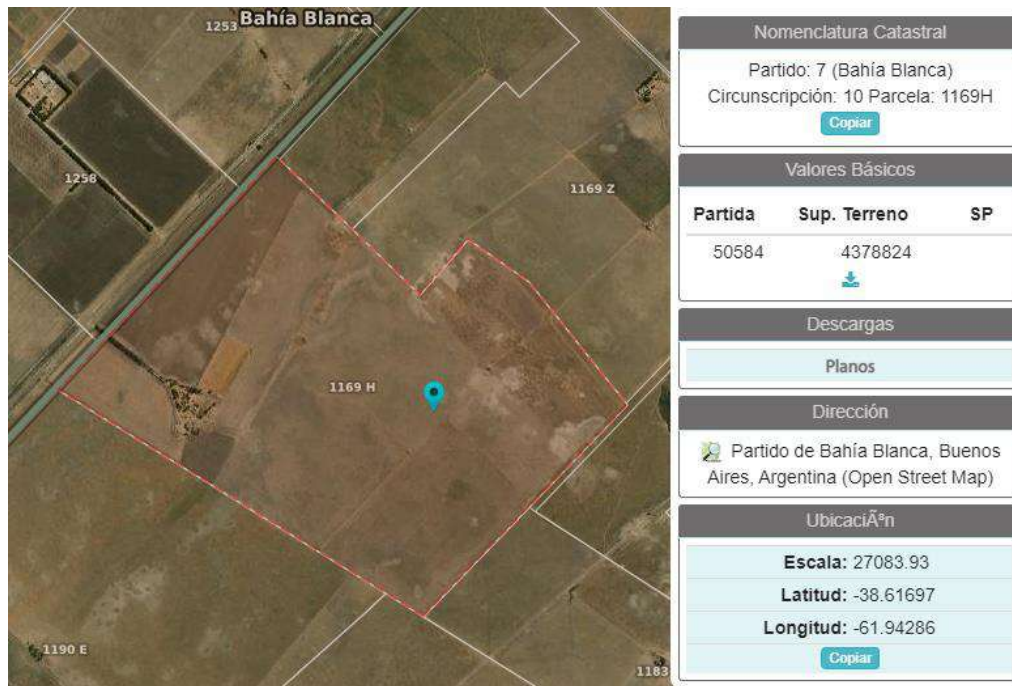 1253
Bahía Blanca
1258
1169 Z
1169 H
1190 E
1183
Nomenclatura Catastral
Partido: 7 (Bahía Blanca)
Circunscripción: 10 Parcela: 1169H
Copiar
Valores Básicos
Partida Sup. Terreno SP
50584 4378824
Descargas
Planos
Dirección
Partido de Bahía Blanca, Buenos
Aires, Argentina (Open Street Map)
UbicaciÃªn
Escala: 27083.93
Latitud: -38.61697
Longitud: -61.94286
Copiar